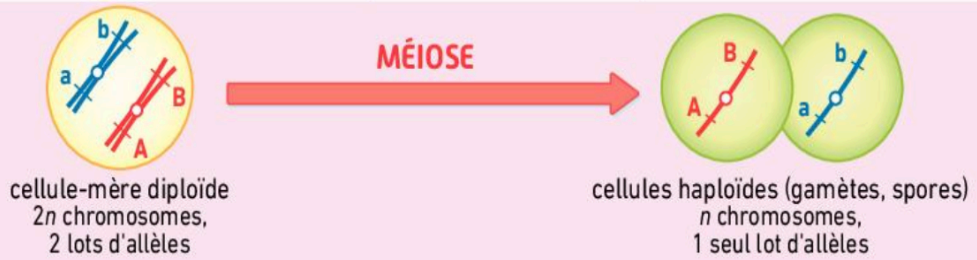 MÉIOSE
b
a
B
A
B
A
b
a
cellule-mère diploïde
2n chromosomes,
2 lots d'allèles
cellules haploïdes (gamètes, spores)
n chromosomes,
1 seul lot d'allèles